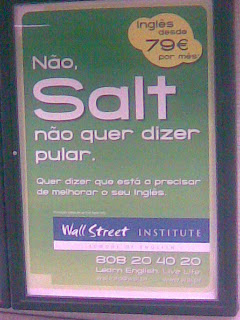 inglês
desde
79€
por mês
Não,
Salt
não quer dizer
pular.
Quer dizer que está a precisar
de melhorar o seu Inglês.
Wall Street INSTITUTE
SCHOOL OF ENGLISH
808 20 40 20
Learn English. Live Life.